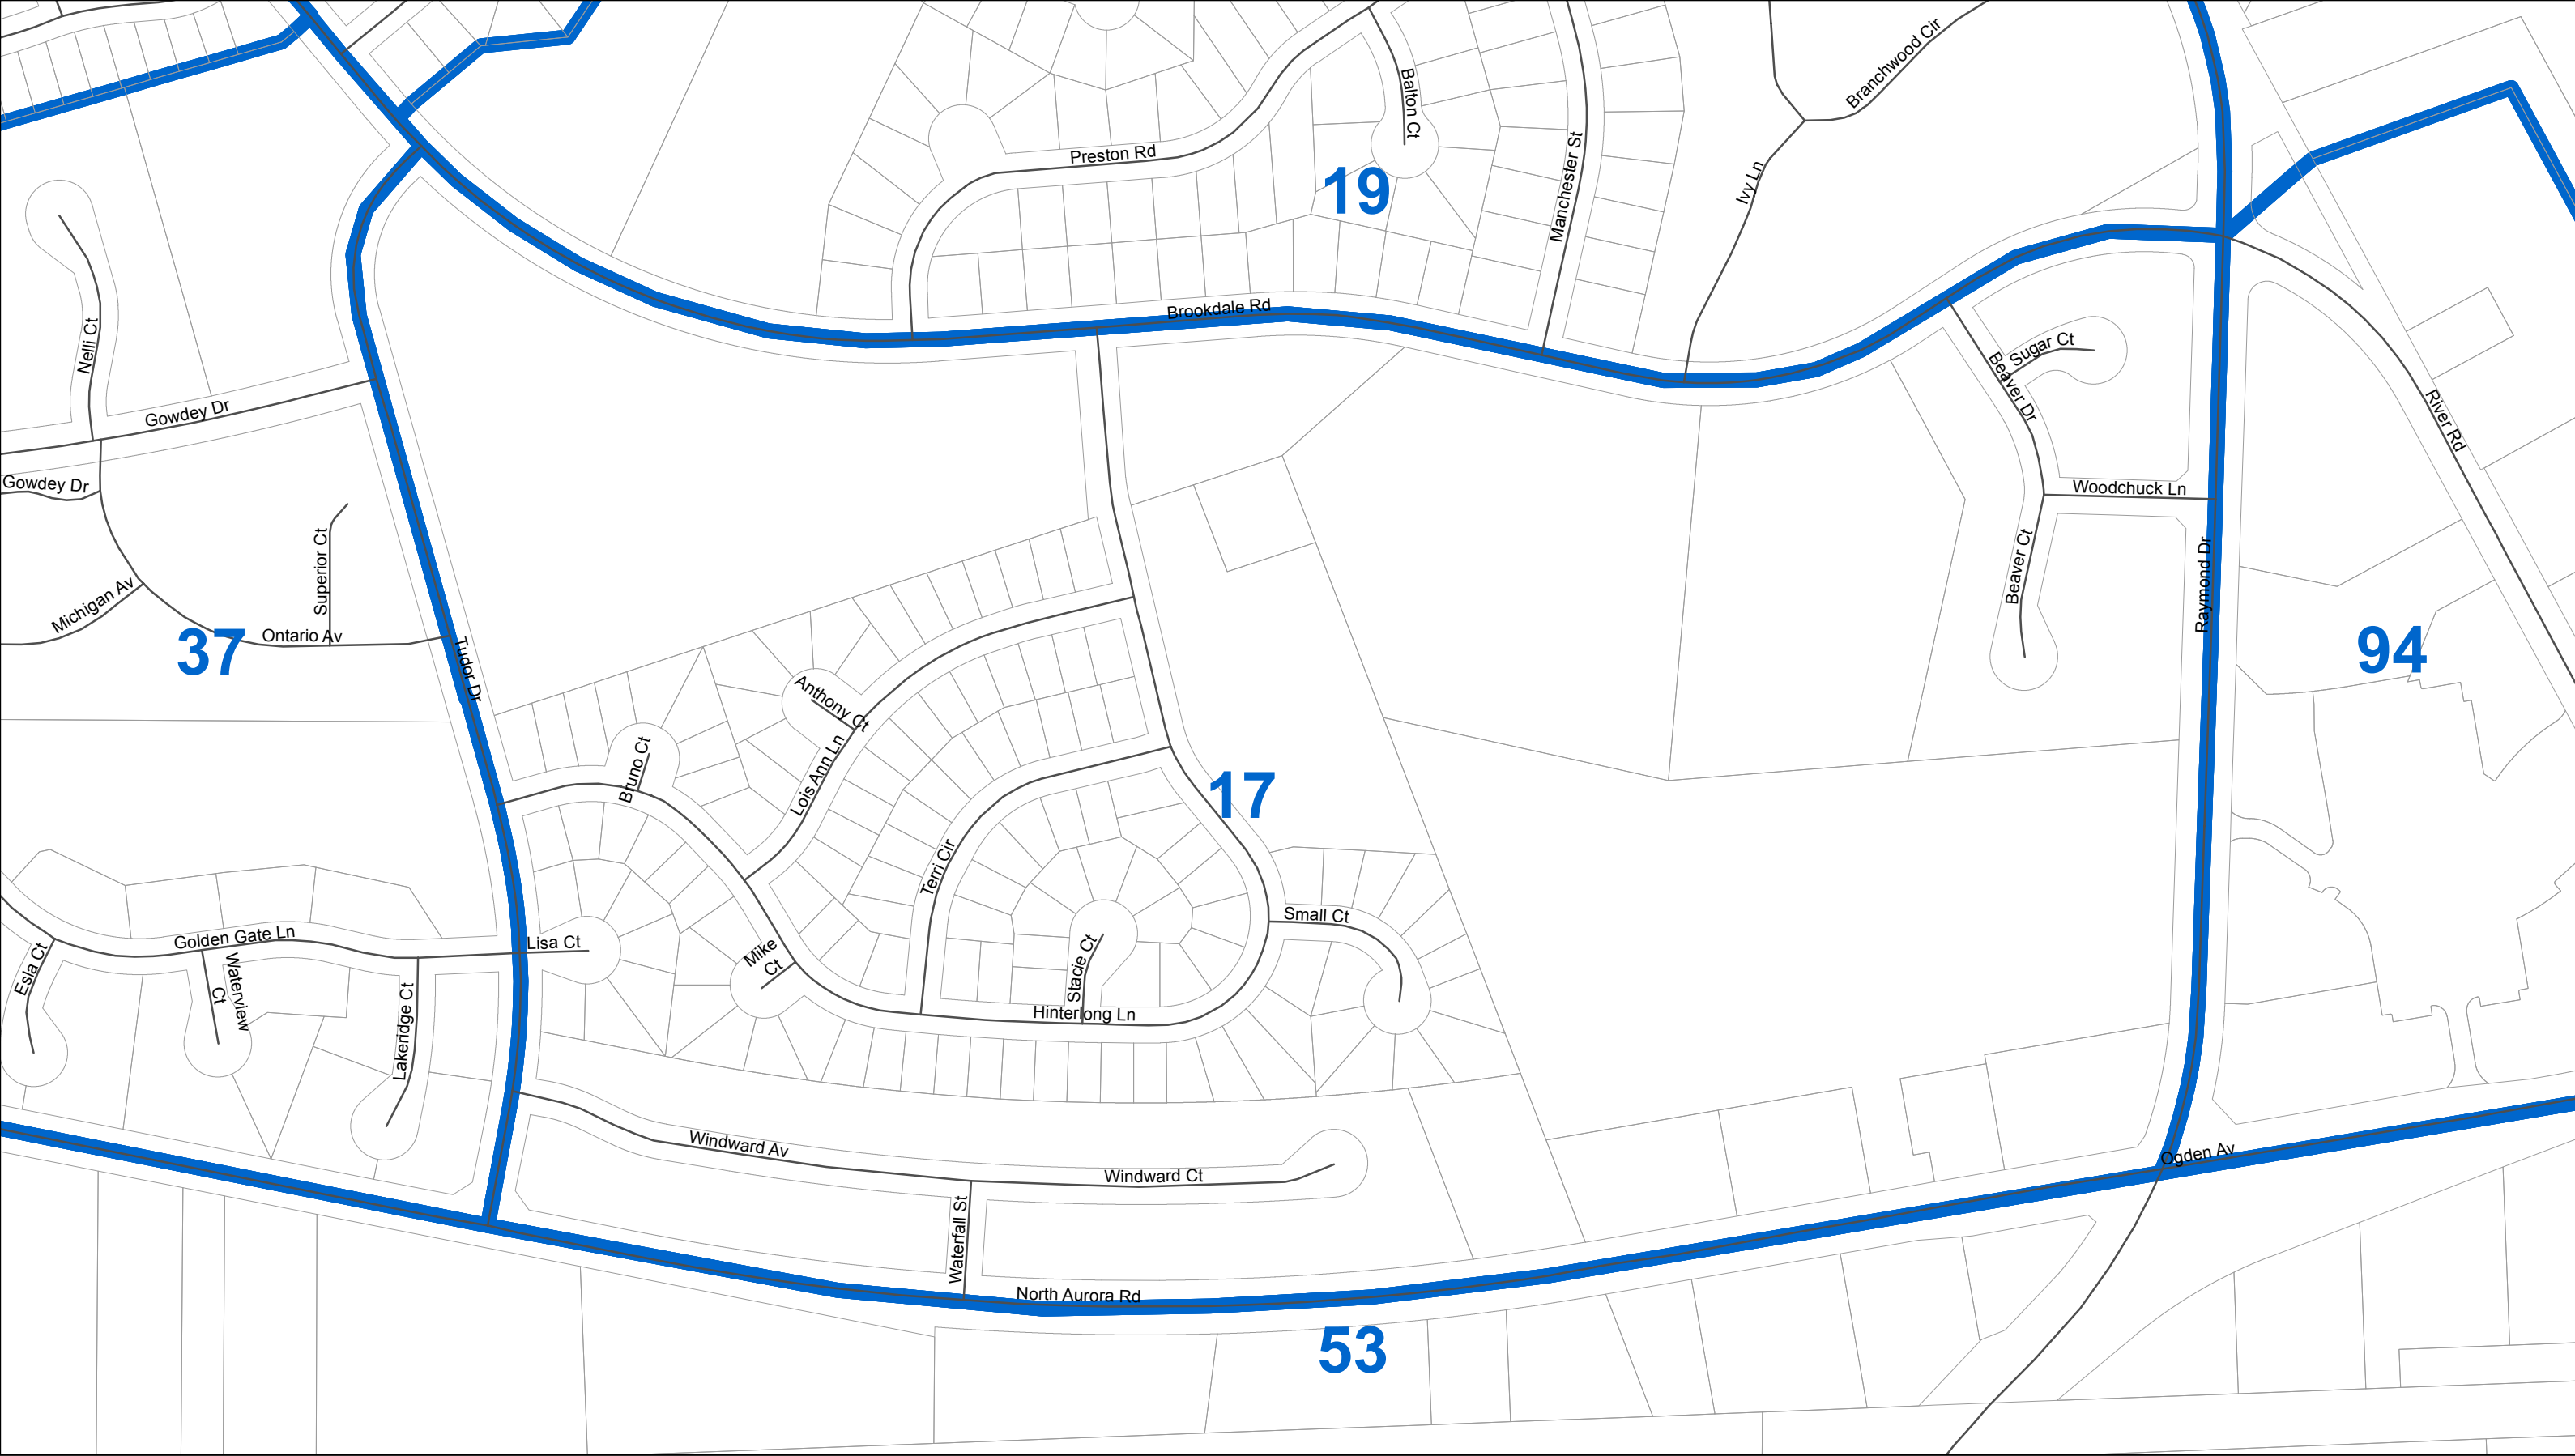 Branchwood Cir
Balton Ct
Preston Rd
19
Manchester St
Ivy Ln
Brookdale Rd
Nelli Ct
Sugar Ct
Beaver Dr
River Rd
Gowdey Dr
Gowdey Dr
Woodchuck Ln
Superior Ct
Beaver Ct
Raymond Dr
Michigan Av
Ontario Av
37
Tudor Dr
94
Anthony Ct
Bruno Ct
Lois Ann Ln
17
Terri Cir
Small Ct
Golden Gate Ln
Lisa Ct
Esla Ct
Waterview
Ct
Mike
Ct
Stacie Ct
Lakeridge Ct
Hinterlong Ln
Windward Av
Windward Ct
Ogden Av
Waterfall St
North Aurora Rd
53